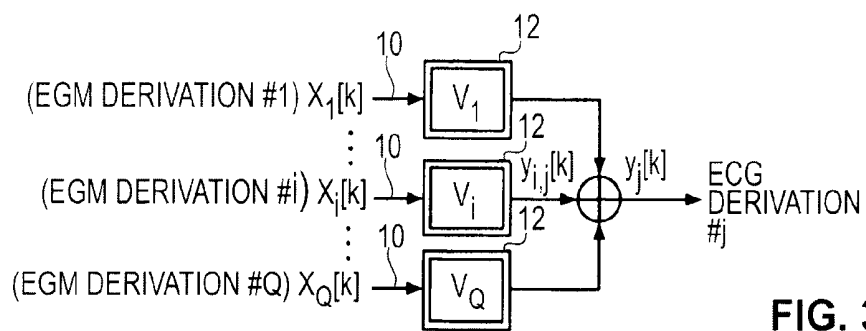 12
10
(EGM DERIVATION #1) X1[k]
V1
12
10
yi,j[k]
yj[k]
(EGM DERIVATION #i) Xi[k]
Vi
ECG
DERIVATION
#j
12
10
(EGM DERIVATION #Q) XQ[k]
VQ